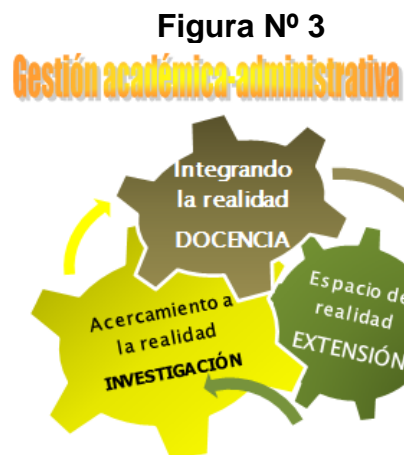 Figura Nº 3
Gestión académica-administrativa
Integrando
la realidad
DOCENCIA
Acercamiento a
la realidad
INVESTIGACIÓN
Espacio de
realidad
EXTENSIÓN